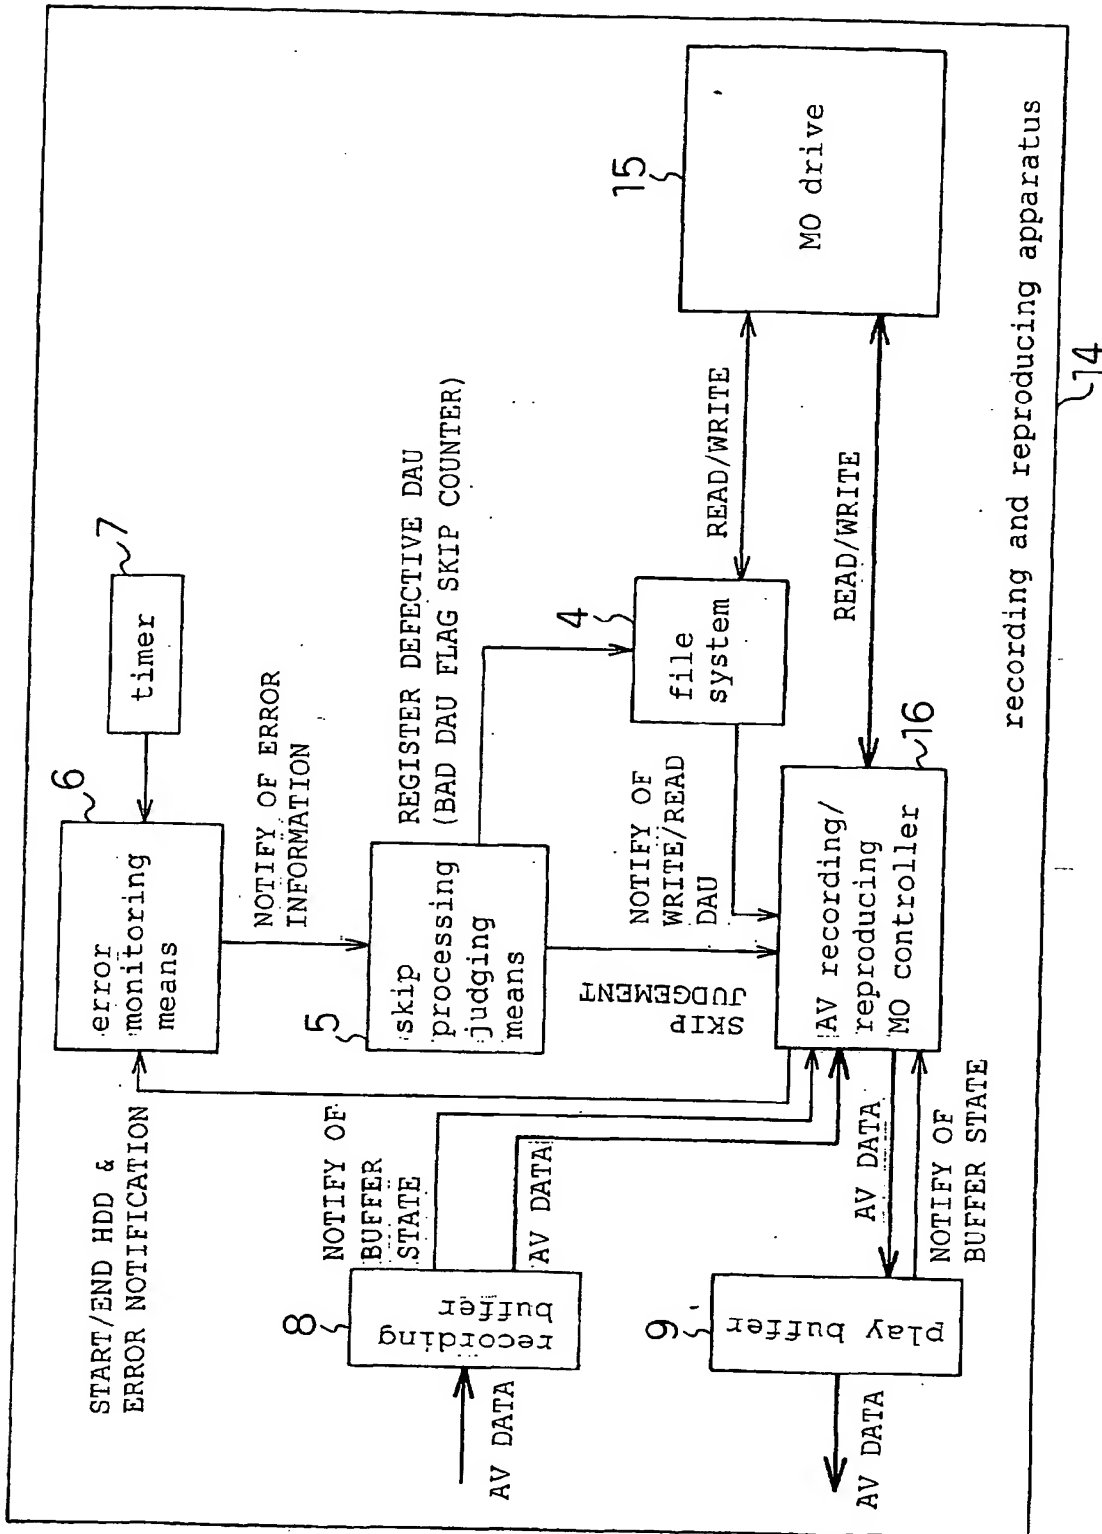 START/END HDD &
ERROR NOTIFICATION
6
error
monitoring
means
7
timer
NOTIFY OF ERROR
INFORMATION
5
skip
processing
judging
means
REGISTER DEFECTIVE DAU
(BAD DAU FLAG SKIP COUNTER)
NOTIFY OF
BUFFER
STATE
8
recording
buffer
AV DATA
AV DATA
SKIP
JUDGEMENT
NOTIFY OF
WRITE/READ
DAU
4
file
system
READ/WRITE
15
MO drive
9
play buffer
AV DATA
AV DATA
NOTIFY OF
BUFFER STATE
16
AV recording/
reproducing
MO controller
READ/WRITE
recording and reproducing apparatus
14